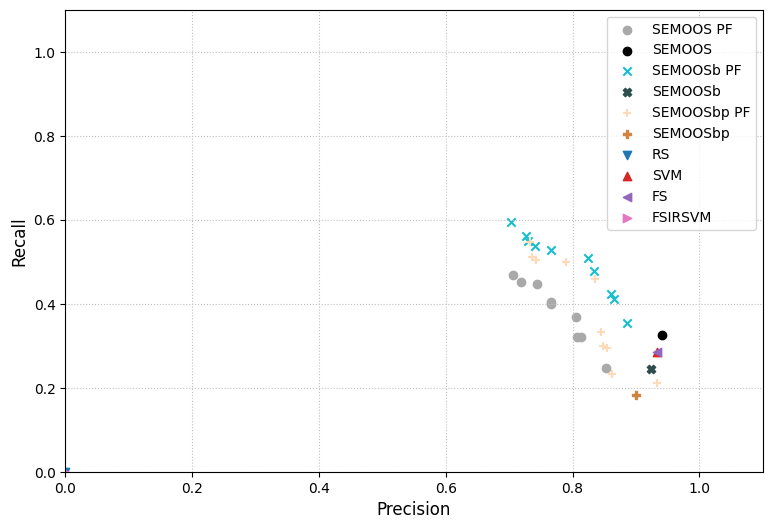 SEMOOS PF
SEMOOS
SEMOOSb PF
SEMOOSb
SEMOOSbp PF
SEMOOSbp
RS
SVM
FS
FSIRSVM
1.0
0.8
0.6
0.4
0.2
0.0
Recall
0.0 0.2 0.4 0.6 0.8 1.0
Precision